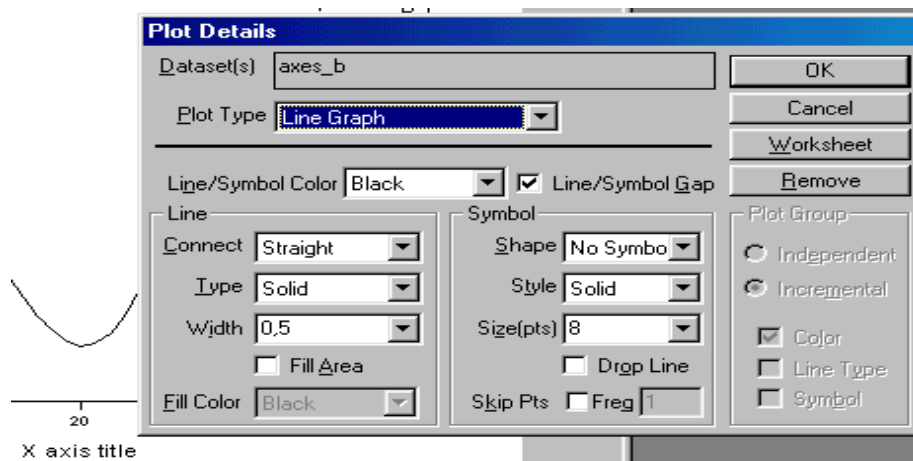 Plot Details
Dataset(s) axes_b
OK
Plot Type Line Graph
Cancel
Worksheet
Line/Symbol Color Black Line/Symbol Gap
Remove
Line
Connect Straight
Type Solid
Width 0,5
Fill Area
Fill Color Black
Symbol
Shape No Symbo
Style Solid
Size(pts) 8
Drop Line
Skip Pts Freq 1
Plot Group
Independent
Incremental
Color
Line Type
Symbol
20
X axis title